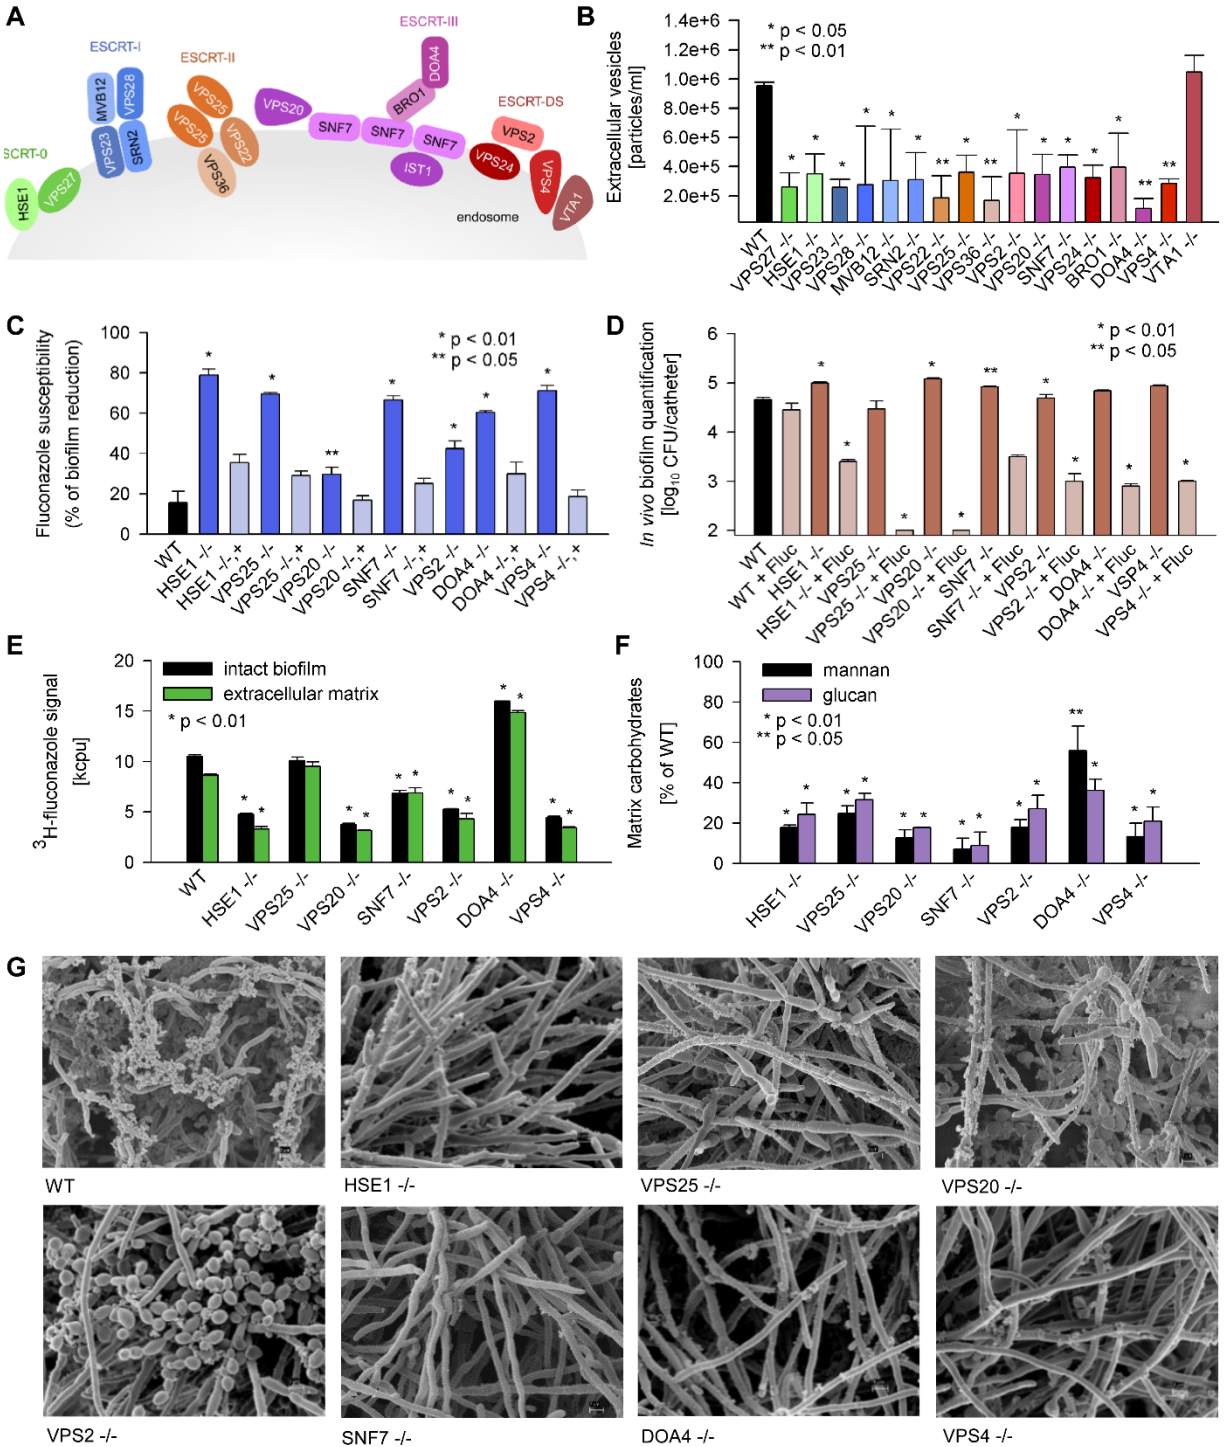 A
ESCRT-III
ESCRT-I
ESCRT-II
ESCRT-DS
SCRT-0
HSE1
VPS27
MVB12
VPS28
VPS23
SRN2
VPS25
VPS25
VPS22
VPS36
VPS20
SNF7
SNF7
SNF7
BRO1
DOA4
IST1
VPS2
VPS24
VPS4
VTA1
endosome
B
Extracellular vesicles
[particles/ml]
* p < 0.05
** p < 0.01
1.4e+6
1.2e+6
1.0e+6
8.0e+5
6.0e+5
4.0e+5
2.0e+5
* * * * * * ** * ** * * * * * ** **
WT
VPS27 -/-
HSE1 -/-
VPS23 -/-
VPS28 -/-
MVB12 -/-
SRN2 -/-
VPS22 -/-
VPS25 -/-
VPS36 -/-
VPS2 -/-
VPS20 -/-
SNF7 -/-
VPS24 -/-
BRO1 -/-
DOA4 -/-
VPS4 -/-
VTA1 -/-
C
Fluconazole susceptibility
(% of biofilm reduction)
* p < 0.01
** p < 0.05
100
80
60
40
20
0
* * ** * * * *
WT
HSE1 -/-
HSE1 -/-,+
VPS25 -/-
VPS25 -/-,+
VPS20 -/-
VPS20 -/-,+
SNF7 -/-
SNF7 -/-,+
VPS2 -/-
DOA4 -/-
DOA4 -/-,+
VPS4 -/-
VPS4 -/-,+
D
In vivo biofilm quantification
[log10 CFU/catheter]
* p < 0.01
** p < 0.05
6
5
4
3
2
* * * * * ** * * * *
WT
WT + Fluc
HSE1 -/-
HSE1 -/- + Fluc
VPS25 -/-
VPS25 -/- + Fluc
VPS20 -/-
VPS20 -/- + Fluc
SNF7 -/-
SNF7 -/- + Fluc
VPS2 -/-
VPS2 -/- + Fluc
DOA4 -/-
DOA4 -/- + Fluc
VSP4 -/-
VPS4 -/- + Fluc
E
3H-fluconazole signal
[kcpu]
intact biofilm
extracellular matrix
* p < 0.01
20
15
10
5
0
* * * * * * * * * * * *
WT
HSE1 -/-
VPS25 -/-
VPS20 -/-
SNF7 -/-
VPS2 -/-
DOA4 -/-
VPS4 -/-
F
Matrix carbohydrates
[% of WT]
mannan
glucan
* p < 0.01
** p < 0.05
100
80
60
40
20
0
* * * * * * * * * * ** * * *
HSE1 -/-
VPS25 -/-
VPS20 -/-
SNF7 -/-
VPS2 -/-
DOA4 -/-
VPS4 -/-
G
WT
HSE1 -/-
VPS25 -/-
VPS20 -/-
VPS2 -/-
SNF7 -/-
DOA4 -/-
VPS4 -/-